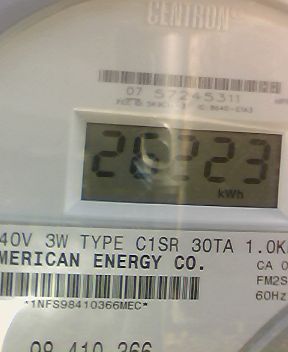 CENTRON
07 57245311
28223
kWh
40V 3W TYPE C1SR 30TA 1.0K
MERICAN ENERGY CO. CA 0
FM2S
*1NFS98410366MEC* 60Hz
98 410 366